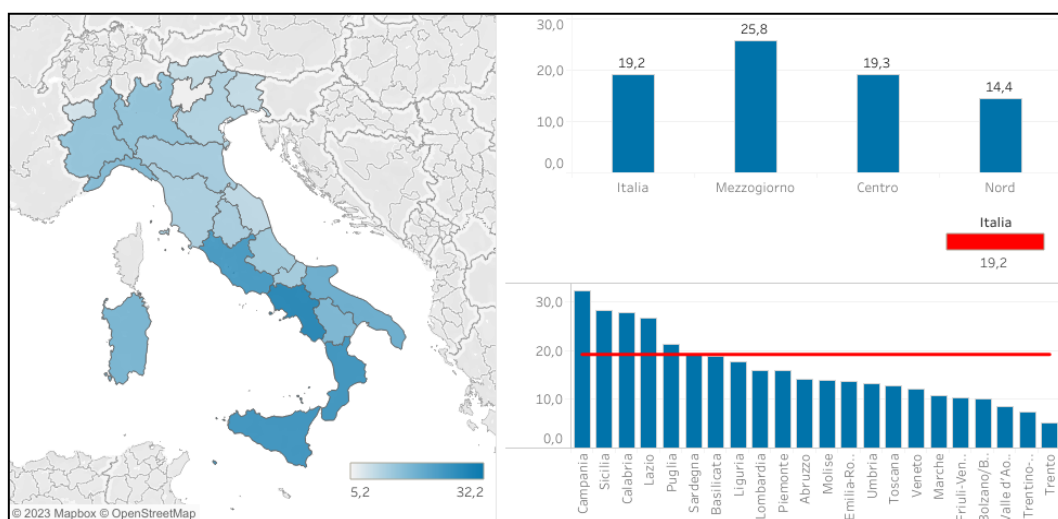 30,0
25,8
19,2
19,3
20,0
14,4
10,0
0,0
Italia
Mezzogiorno
Centro
Nord
Italia
19,2
30,0
20,0
10,0
0,0
Campania
Sicilia
Calabria
Lazio
Puglia
Sardegna
Basilicata
Liguria
Lombardia
Piemonte
Abruzzo
Molise
Emilia-Ro..
Umbria
Toscana
Veneto
Marche
Friuli-Ven..
Bolzano/B..
Valle d'Ao..
Trentino-..
Trento
5,2
32,2
© 2023 Mapbox © OpenStreetMap